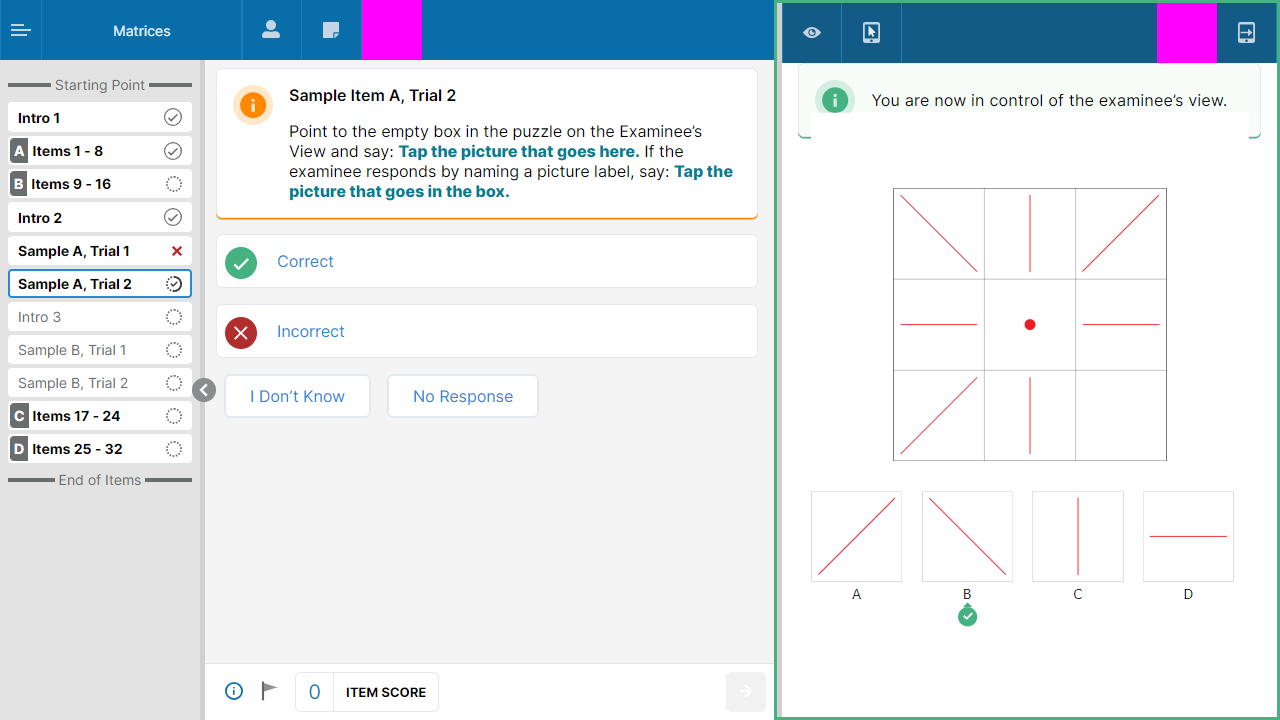 Matrices
Starting Point
Intro 1
A Items 1 - 8
B Items 9 - 16
Intro 2
Sample A, Trial 1
Sample A, Trial 2
Intro 3
Sample B, Trial 1
Sample B, Trial 2
C Items 17 - 24
D Items 25 - 32
End of Items
Sample Item A, Trial 2
Point to the empty box in the puzzle on the Examinee's
View and say: Tap the picture that goes here. If the
examinee responds by naming a picture label, say: Tap the
picture that goes in the box.
Correct
Incorrect
I Don't Know
No Response
0 ITEM SCORE
You are now in control of the examinee's view.
A
B
C
D